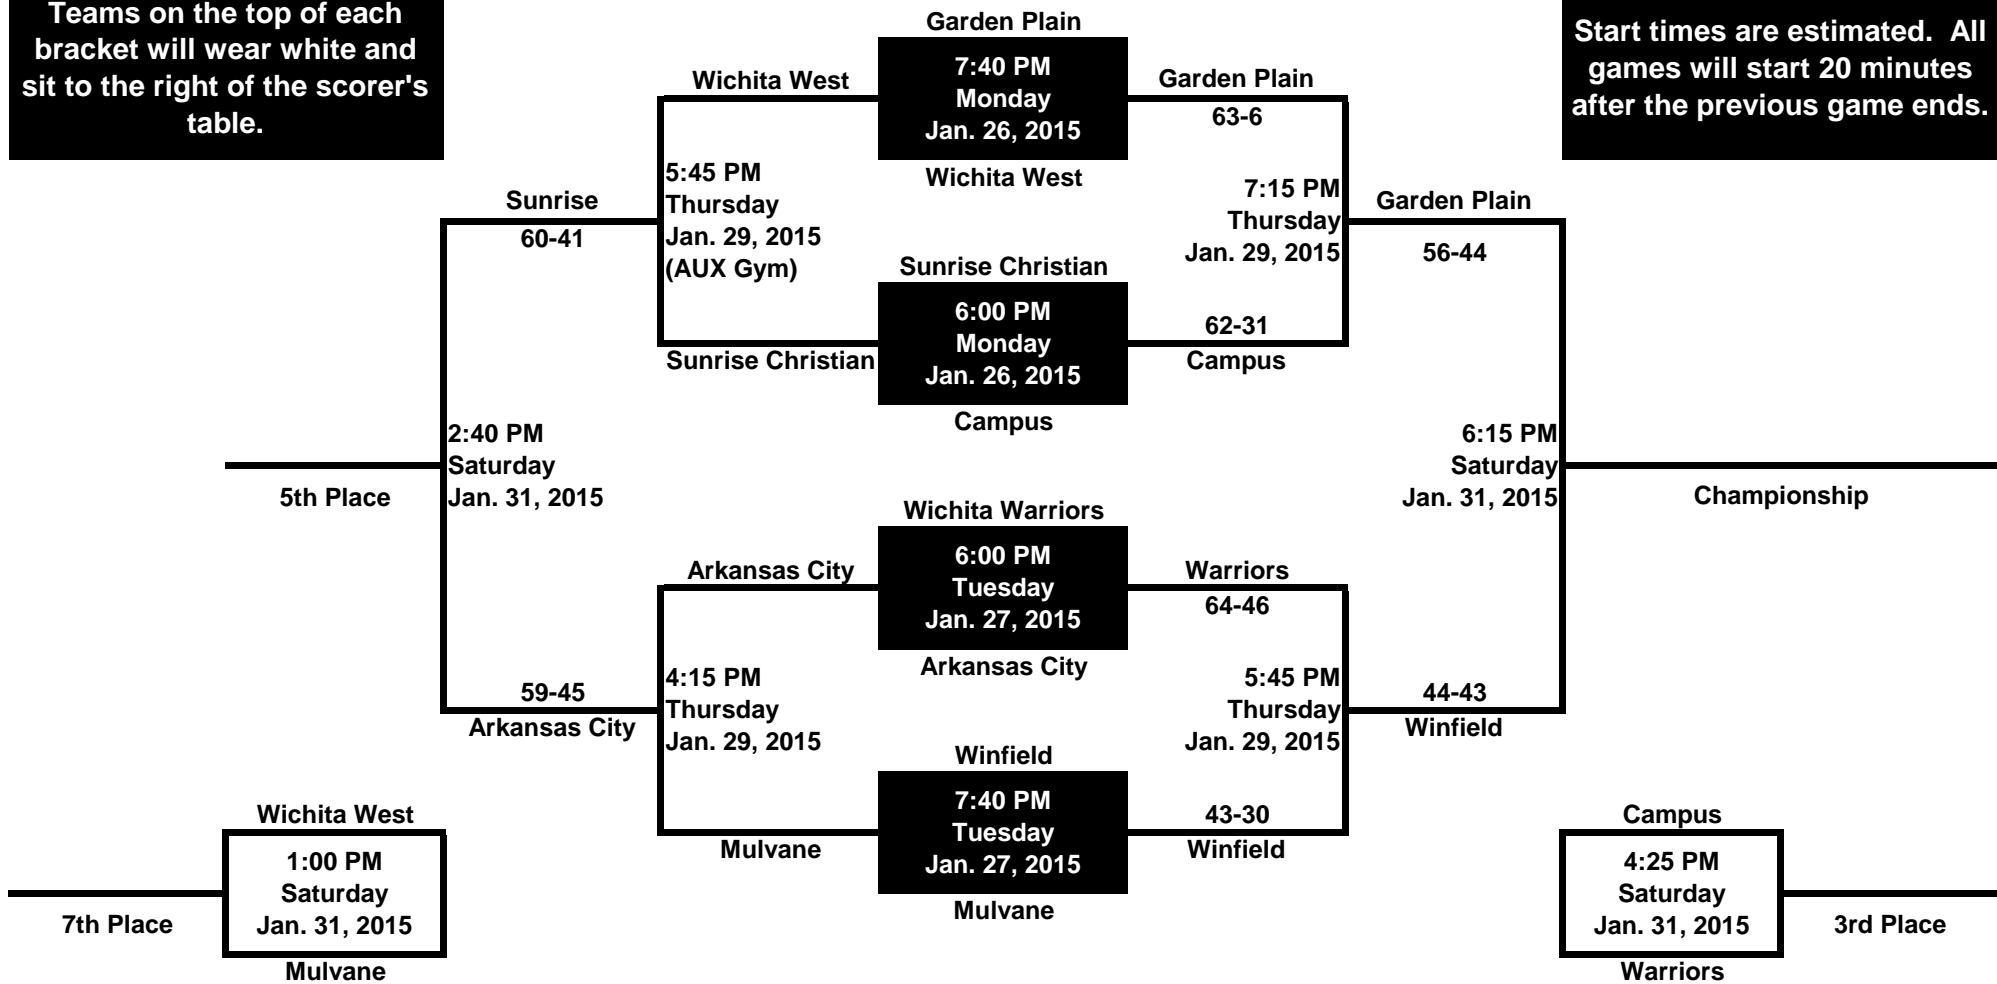 Teams on the top of each
bracket will wear white and
sit to the right of the scorer's
table.
Start times are estimated.  All
games will start 20 minutes
after the previous game ends.
Garden Plain
7:40 PM
Monday
Jan. 26, 2015
Wichita West
Sunrise Christian
6:00 PM
Monday
Jan. 26, 2015
Campus
Wichita Warriors
6:00 PM
Tuesday
Jan. 27, 2015
Arkansas City
Winfield
7:40 PM
Tuesday
Jan. 27, 2015
Mulvane
Wichita West
5:45 PM
Thursday
Jan. 29, 2015
(AUX Gym)
Sunrise Christian
Arkansas City
4:15 PM
Thursday
Jan. 29, 2015
Mulvane
Sunrise
60-41
2:40 PM
Saturday
Jan. 31, 2015
59-45
Arkansas City
5th Place
Wichita West
1:00 PM
Saturday
Jan. 31, 2015
Mulvane
7th Place
Garden Plain
63-6
7:15 PM
Thursday
Jan. 29, 2015
62-31
Campus
Warriors
64-46
5:45 PM
Thursday
Jan. 29, 2015
43-30
Winfield
Garden Plain
56-44
6:15 PM
Saturday
Jan. 31, 2015
44-43
Winfield
Championship
Campus
4:25 PM
Saturday
Jan. 31, 2015
Warriors
3rd Place